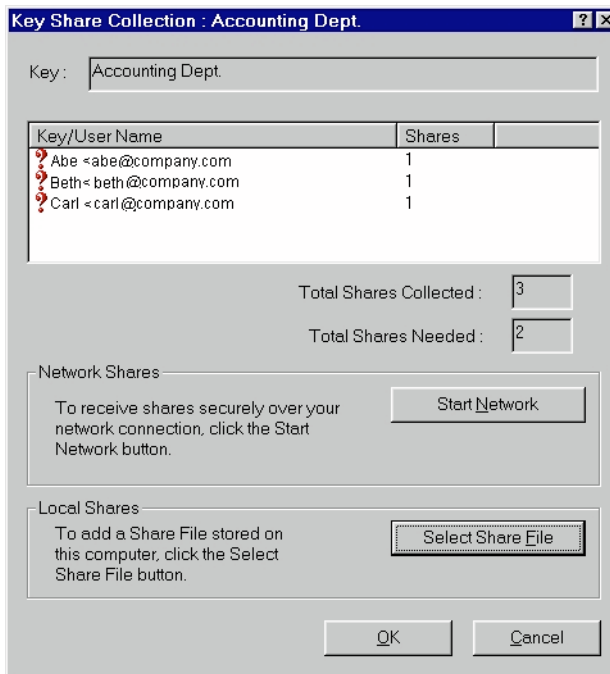 Key Share Collection : Accounting Dept.
Key :
Accounting Dept.
Key/User Name Shares
Abe <abe@company.com 1
Beth< beth@company.com 1
Carl <carl@company.com 1
Total Shares Collected : 3
Total Shares Needed : 2
Network Shares
To receive shares securely over your
network connection, click the Start
Network button.
Start Network
Local Shares
To add a Share File stored on
this computer, click the Select
Share File button.
Select Share File
OK Cancel